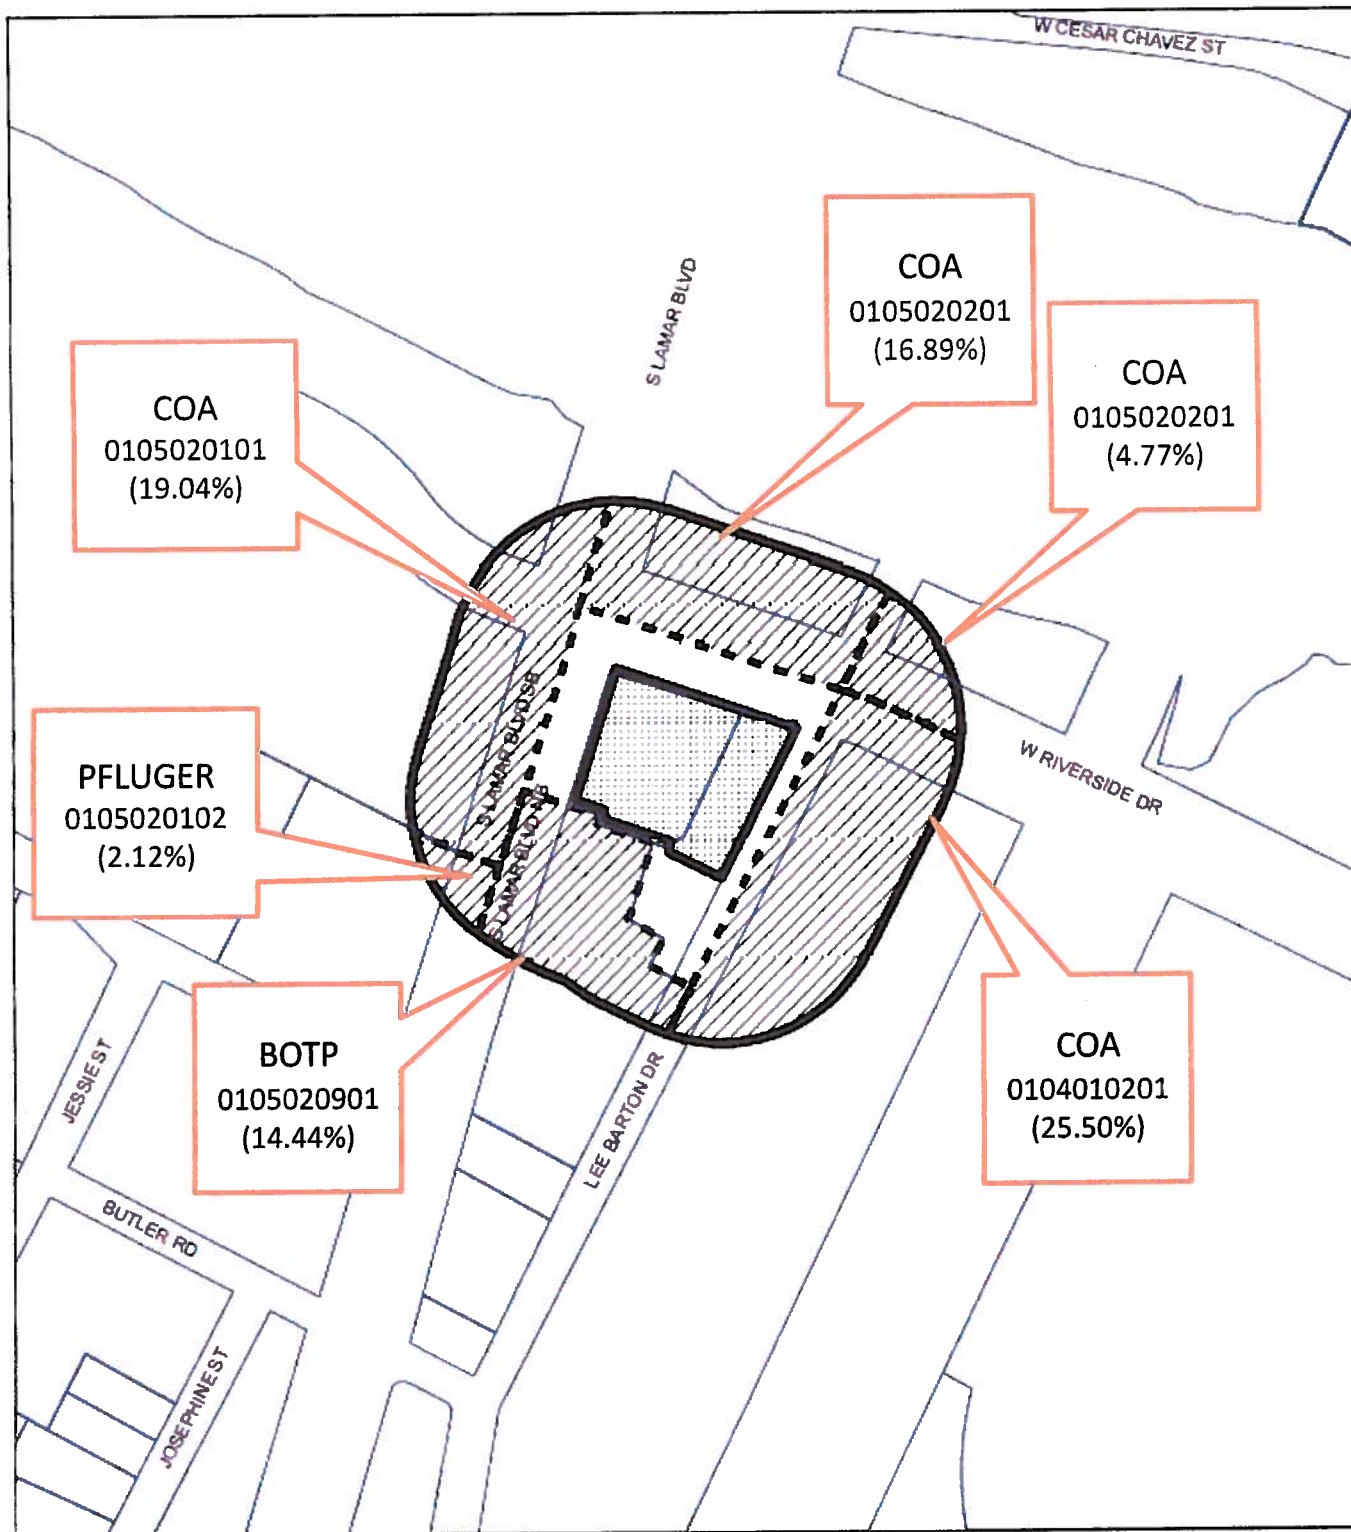 W CESAR CHAVEZ ST
S LAMAR BLVD
COA
0105020201
(16.89%)
COA
0105020201
(4.77%)
COA
0105020101
(19.04%)
S LAMAR BLVD SB
S LAMAR BLVD NB
W RIVERSIDE DR
PFLUGER
0105020102
(2.12%)
BOTP
0105020901
(14.44%)
COA
0104010201
(25.50%)
JESSIE ST
LEE BARTON DR
BUTLER RD
JOSEPHINE ST